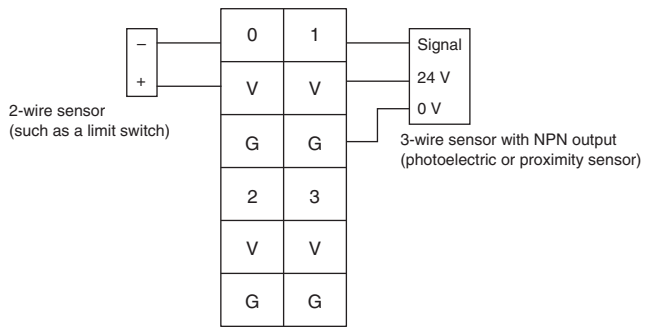 –
+
2-wire sensor
(such as a limit switch)
0 1
V V
G G
2 3
V V
G G
Signal
24 V
0 V
3-wire sensor with NPN output
(photoelectric or proximity sensor)